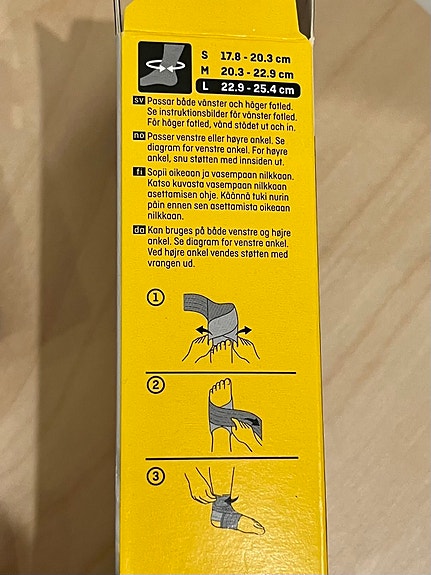 S 17.8 - 20.3 cm
M 20.3 - 22.9 cm
L 22.9 - 25.4 cm
sv Passar både vänster och höger fotled.
Se instruktionsbilder för vänster fotled.
För höger fotled, vänd stödet ut och in.
no Passer venstre eller høyre ankel. Se
diagram for venstre ankel. For høyre
ankel, snu støtten med innsiden ut.
fi Sopii oikeaan ja vasempaan nilkkaan.
Katso kuvasta vasempaan nilkkaan
asettamisen ohje. Käännä tuki nurin
päin ennen sen asettamista oikeaan
nilkkaan.
da Kan bruges på både venstre og højre
ankel. Se diagram for venstre ankel.
Ved højre ankel vendes støtten med
vrangen ud.
1
2
3